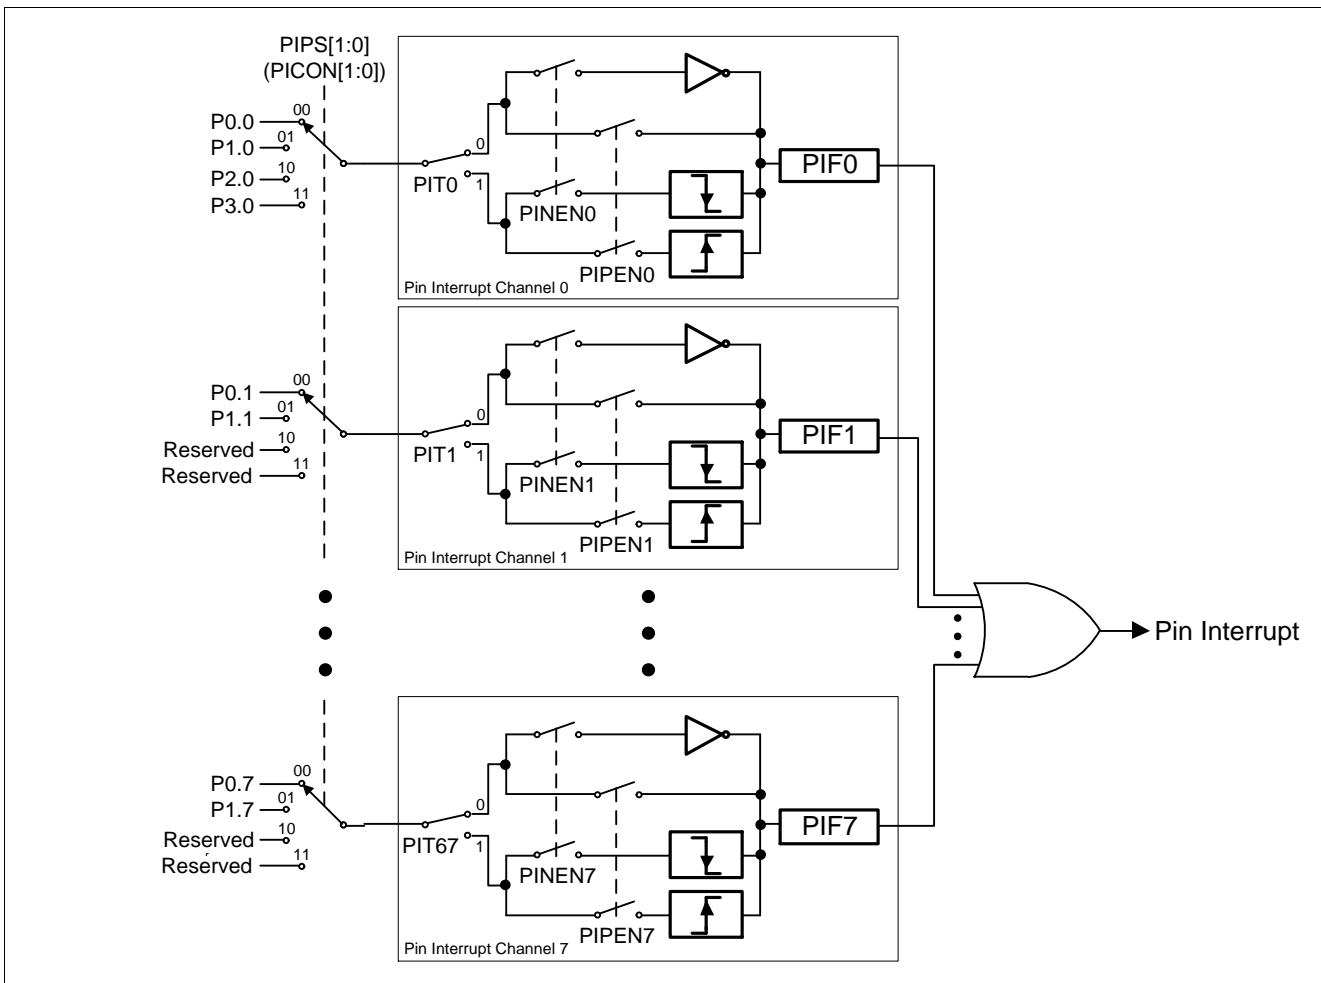 PIPS[1:0]
(PICON[1:0])
00
P0.0
01
P1.0
10
P2.0
11
P3.0
PIT0
0
1
PINEN0
PIPEN0
PIF0
Pin Interrupt Channel 0
00
P0.1
01
P1.1
10
Reserved
11
Reserved
PIT1
0
1
PINEN1
PIPEN1
PIF1
Pin Interrupt Channel 1
Pin Interrupt
00
P0.7
01
P1.7
10
Reserved
11
Reserved
PIT67
0
1
PINEN7
PIPEN7
PIF7
Pin Interrupt Channel 7